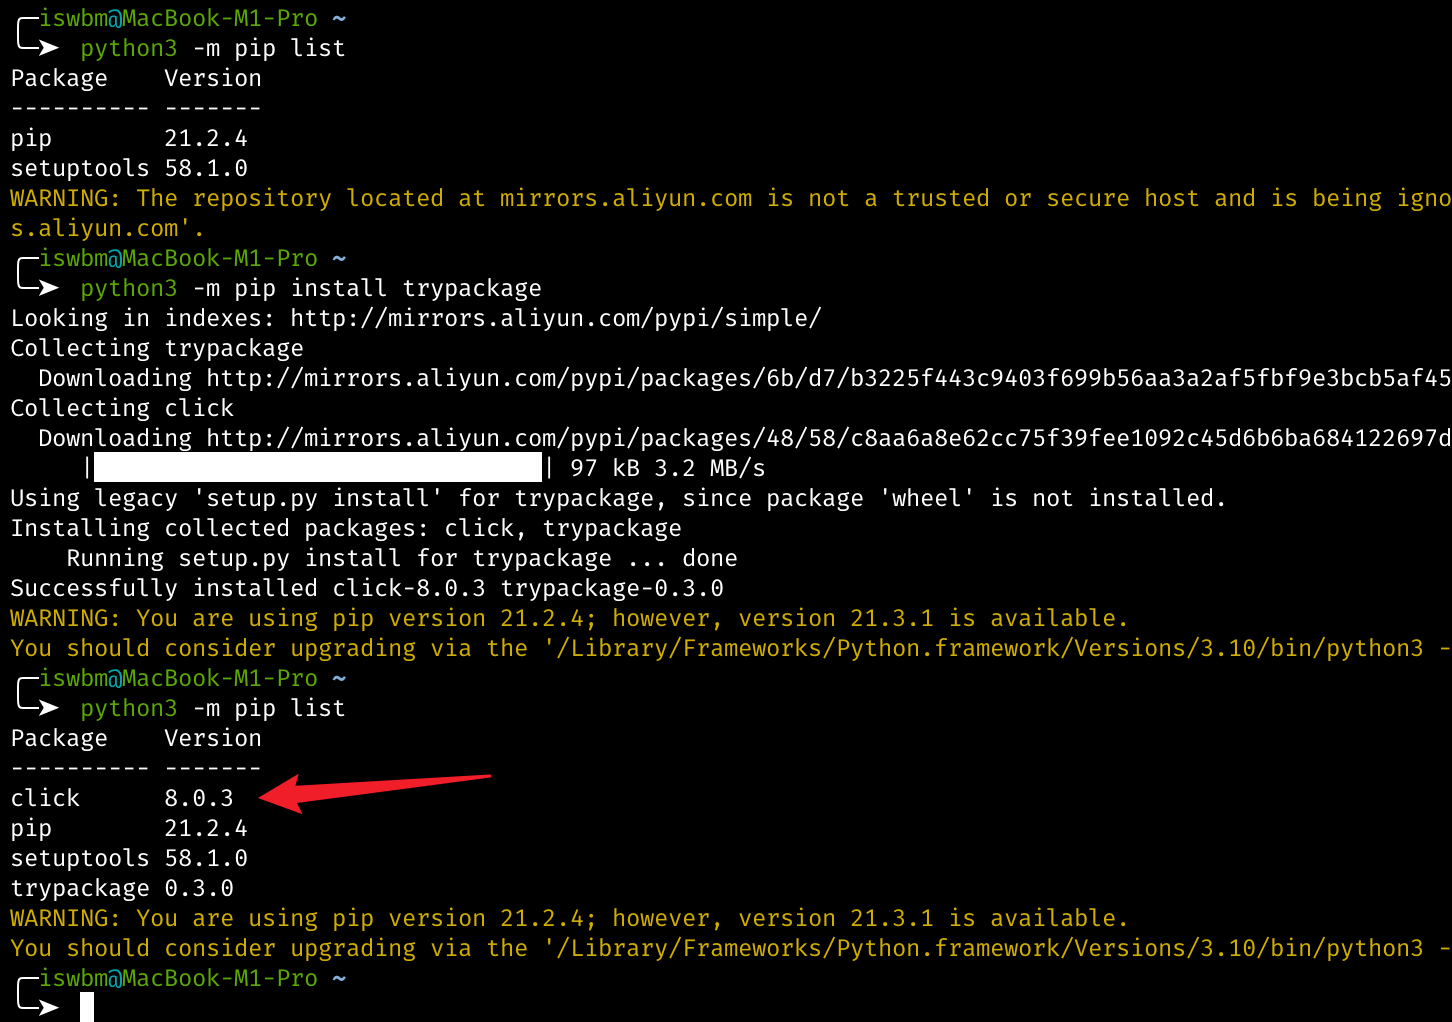 iswbm@MacBook-M1-Pro ~
python3 -m pip list
Package    Version
---------- -------
pip        21.2.4
setuptools 58.1.0
WARNING: The repository located at mirrors.aliyun.com is not a trusted or secure host and is being igno
s.aliyun.com'.
iswbm@MacBook-M1-Pro ~
python3 -m pip install trypackage
Looking in indexes: http://mirrors.aliyun.com/pypi/simple/
Collecting trypackage
  Downloading http://mirrors.aliyun.com/pypi/packages/6b/d7/b3225f443c9403f699b56aa3a2af5fbf9e3bcb5af45
Collecting click
  Downloading http://mirrors.aliyun.com/pypi/packages/48/58/c8aa6a8e62cc75f39fee1092c45d6b6ba684122697d
     |                                | 97 kB 3.2 MB/s
Using legacy 'setup.py install' for trypackage, since package 'wheel' is not installed.
Installing collected packages: click, trypackage
    Running setup.py install for trypackage ... done
Successfully installed click-8.0.3 trypackage-0.3.0
WARNING: You are using pip version 21.2.4; however, version 21.3.1 is available.
You should consider upgrading via the '/Library/Frameworks/Python.framework/Versions/3.10/bin/python3 -
iswbm@MacBook-M1-Pro ~
python3 -m pip list
Package    Version
---------- -------
click      8.0.3
pip        21.2.4
setuptools 58.1.0
trypackage 0.3.0
WARNING: You are using pip version 21.2.4; however, version 21.3.1 is available.
You should consider upgrading via the '/Library/Frameworks/Python.framework/Versions/3.10/bin/python3 -
iswbm@MacBook-M1-Pro ~